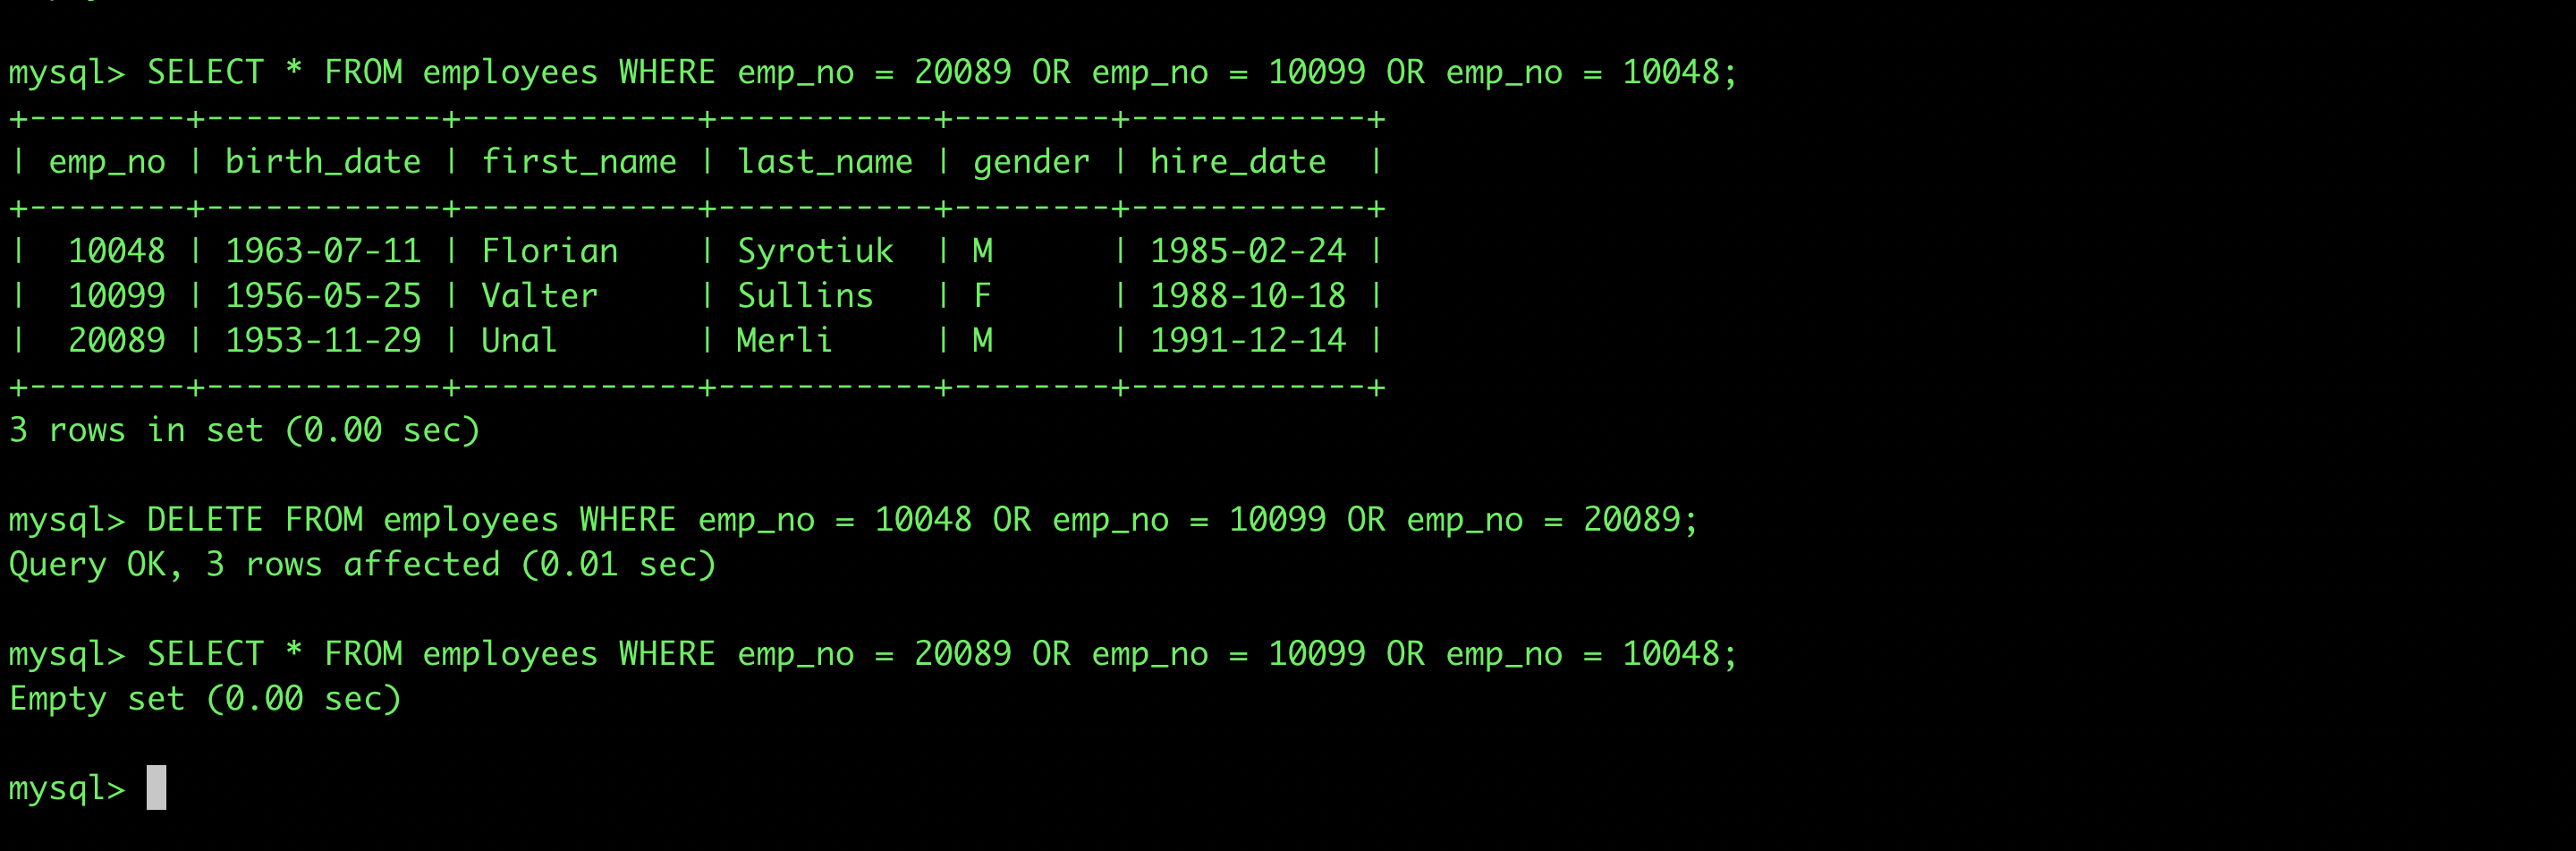 mysql> SELECT * FROM employees WHERE emp_no = 20089 OR emp_no = 10099 OR emp_no = 10048;
+--------+------------+------------+-----------+--------+------------+
| emp_no | birth_date | first_name | last_name | gender | hire_date  |
+--------+------------+------------+-----------+--------+------------+
|  10048 | 1963-07-11 | Florian    | Syrotiuk  | M      | 1985-02-24 |
|  10099 | 1956-05-25 | Valter     | Sullins   | F      | 1988-10-18 |
|  20089 | 1953-11-29 | Unal       | Merli     | M      | 1991-12-14 |
+--------+------------+------------+-----------+--------+------------+
3 rows in set (0.00 sec)
mysql> DELETE FROM employees WHERE emp_no = 10048 OR emp_no = 10099 OR emp_no = 20089;
Query OK, 3 rows affected (0.01 sec)
mysql> SELECT * FROM employees WHERE emp_no = 20089 OR emp_no = 10099 OR emp_no = 10048;
Empty set (0.00 sec)
mysql>